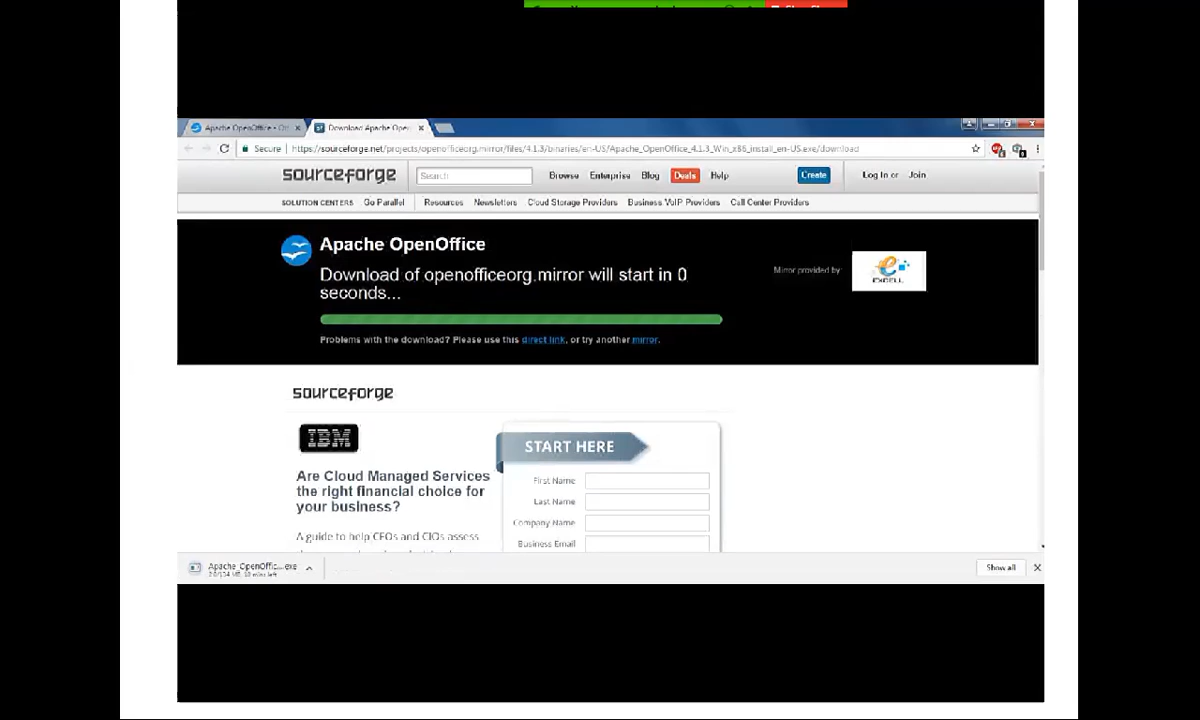 Apache OpenOffice - O
Download Apache Open
Secure | https://sourceforge.net/projects/openofficeorg.mirror/files/4.1.3/binaries/en-US/Apache_OpenOffice_4.1.3_Win_x86_install_en-US.exe/download
sourceforge Search Browse Enterprise Blog Deals Help Create Log In or Join
SOLUTION CENTERS Go Parallel Resources Newsletters Cloud Storage Providers Business VoIP Providers Call Center Providers
Apache OpenOffice
Download of openofficeorg.mirror will start in 0
seconds...
Mirror provided by
EXCELL
Problems with the download? Please use this direct link, or try another mirror.
sourceforge
IBM
START HERE
Are Cloud Managed Services
the right financial choice for
your business?
A guide to help CFOs and CIOs assess
First Name
Last Name
Company Name
Business Email
Apache_OpenOffic...exe
Show all